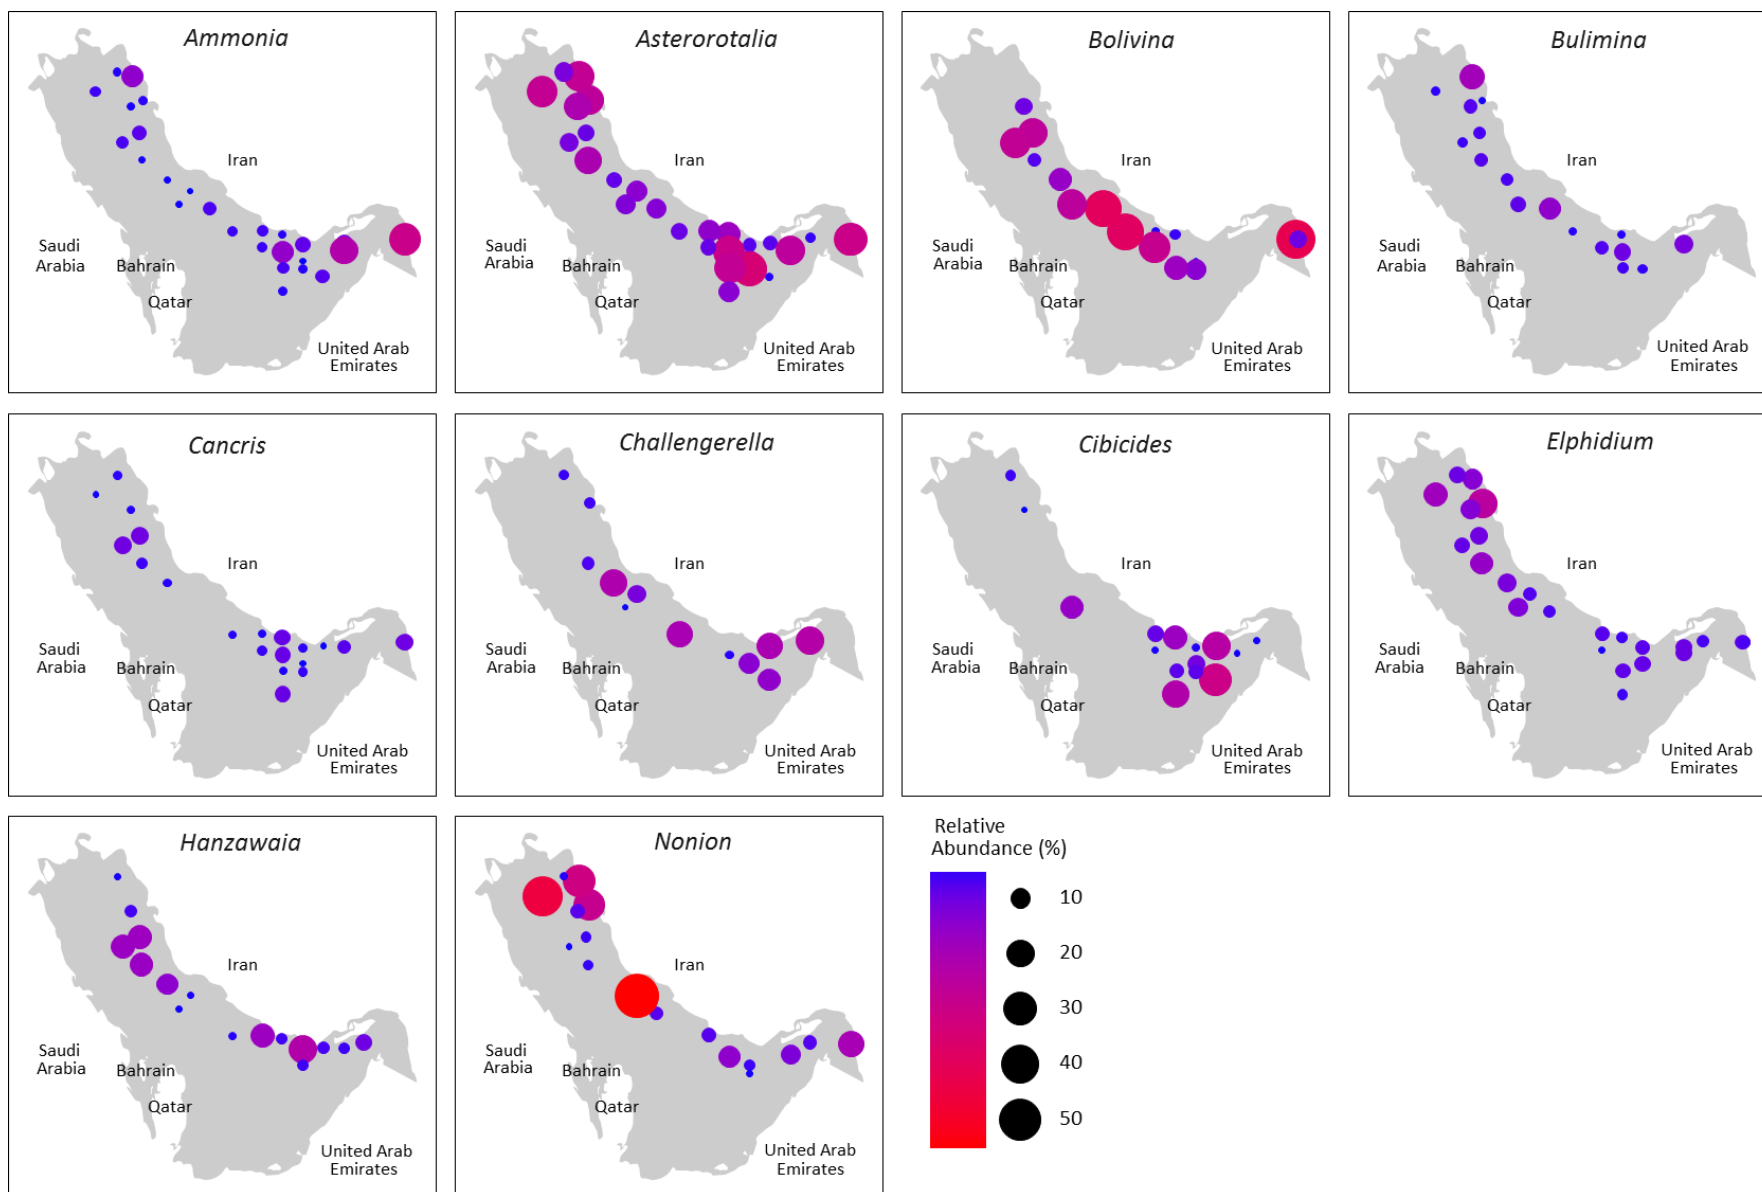 Ammonia
Iran
Saudi
Arabia
Bahrain
Qatar
United Arab
Emirates
Asterorotalia
Iran
Saudi
Arabia
Bahrain
Qatar
United Arab
Emirates
Bolivina
Iran
Saudi
Arabia
Bahrain
Qatar
United Arab
Emirates
Bulimina
Iran
Saudi
Arabia
Bahrain
Qatar
United Arab
Emirates
Cancris
Iran
Saudi
Arabia
Bahrain
Qatar
United Arab
Emirates
Challengerella
Iran
Saudi
Arabia
Bahrain
Qatar
United Arab
Emirates
Cibicides
Iran
Saudi
Arabia
Bahrain
Qatar
United Arab
Emirates
Elphidium
Iran
Saudi
Arabia
Bahrain
Qatar
United Arab
Emirates
Hanzawaia
Iran
Saudi
Arabia
Bahrain
Qatar
United Arab
Emirates
Nonion
Iran
Saudi
Arabia
Bahrain
Qatar
United Arab
Emirates
Relative
Abundance (%)
10
20
30
40
50